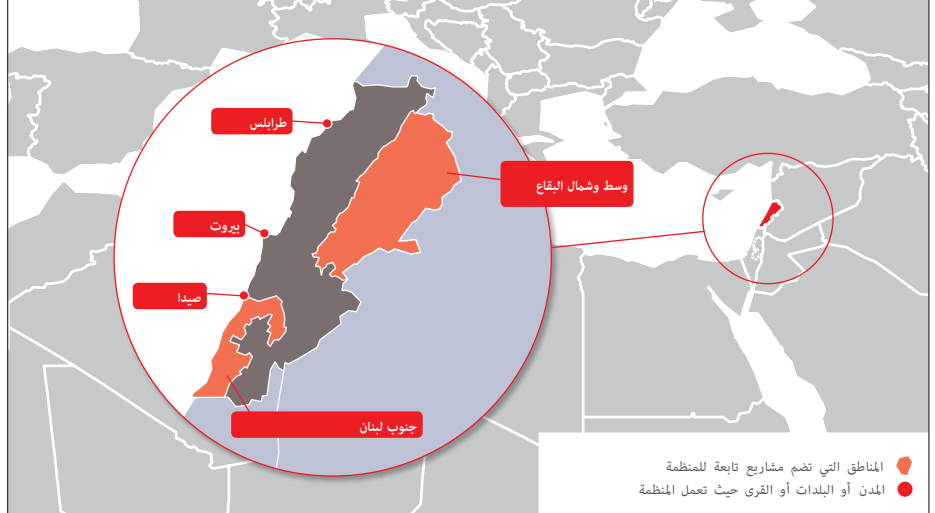 طرابلس
وسط وشمال البقاع
بيروت
صيدا
جنوب لبنان
المناطق التي تضم مشاريع تابعة للمنظمة
المدن أو البلدات أو القرى حيث تعمل المنظمة